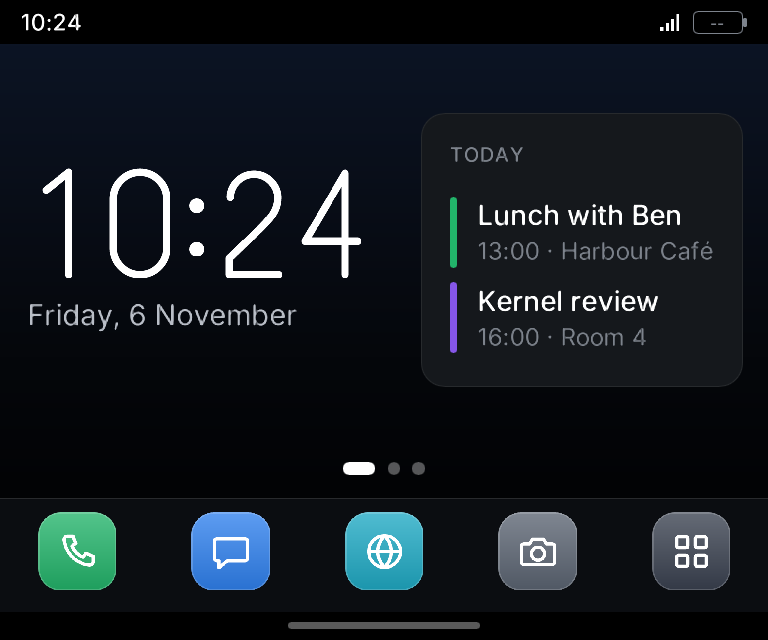 10:24
--
10:24
Friday, 6 November
TODAY
Lunch with Ben
13:00 · Harbour Café
Kernel review
16:00 · Room 4